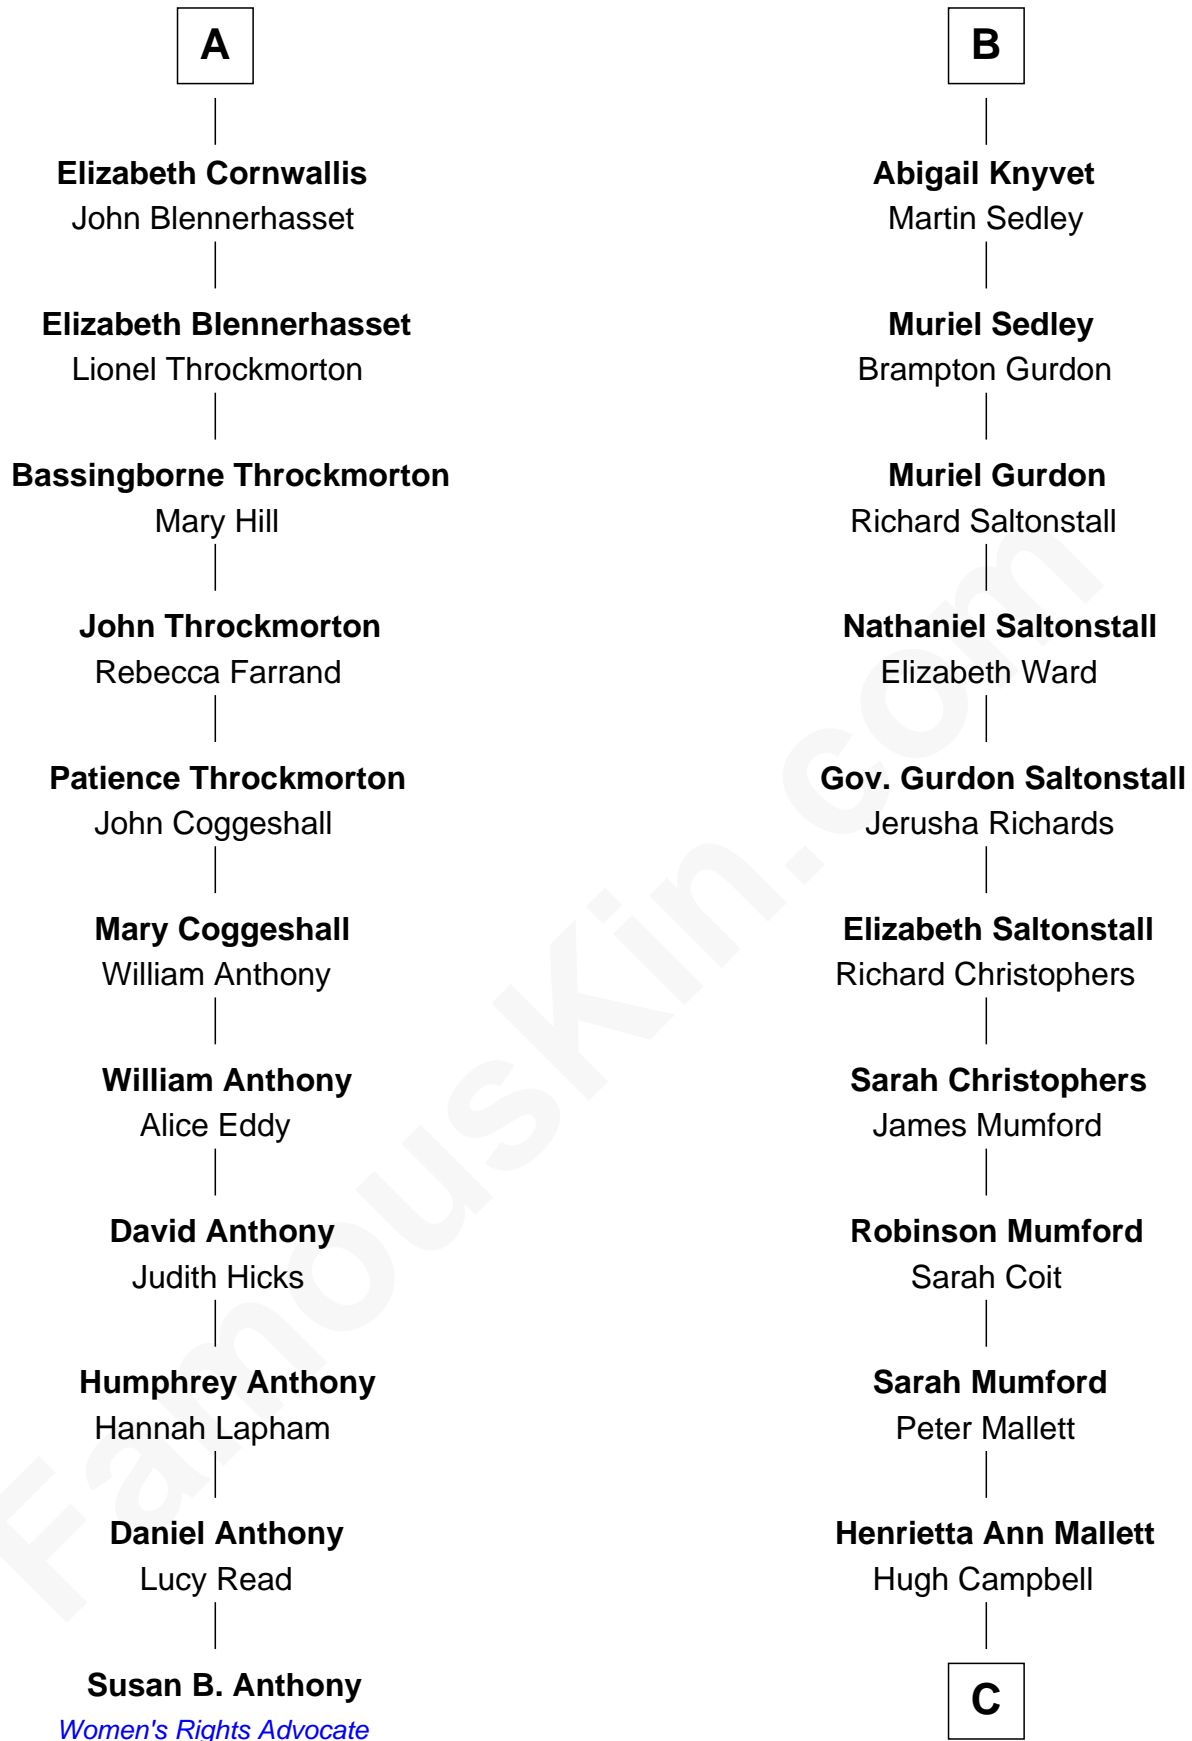 A
Elizabeth Cornwallis
John Blennerhasset
Elizabeth Blennerhasset
Lionel Throckmorton
Bassingborne Throckmorton
Mary Hill
John Throckmorton
Rebecca Farrand
Patience Throckmorton
John Coggeshall
Mary Coggeshall
William Anthony
William Anthony
Alice Eddy
David Anthony
Judith Hicks
Humphrey Anthony
Hannah Lapham
Daniel Anthony
Lucy Read
Susan B. Anthony
Women's Rights Advocate
B
Abigail Knyvet
Martin Sedley
Muriel Sedley
Brampton Gurdon
Muriel Gurdon
Richard Saltonstall
Nathaniel Saltonstall
Elizabeth Ward
Gov. Gurdon Saltonstall
Jerusha Richards
Elizabeth Saltonstall
Richard Christophers
Sarah Christophers
James Mumford
Robinson Mumford
Sarah Coit
Sarah Mumford
Peter Mallett
Henrietta Ann Mallett
Hugh Campbell
C
FamousKin.com